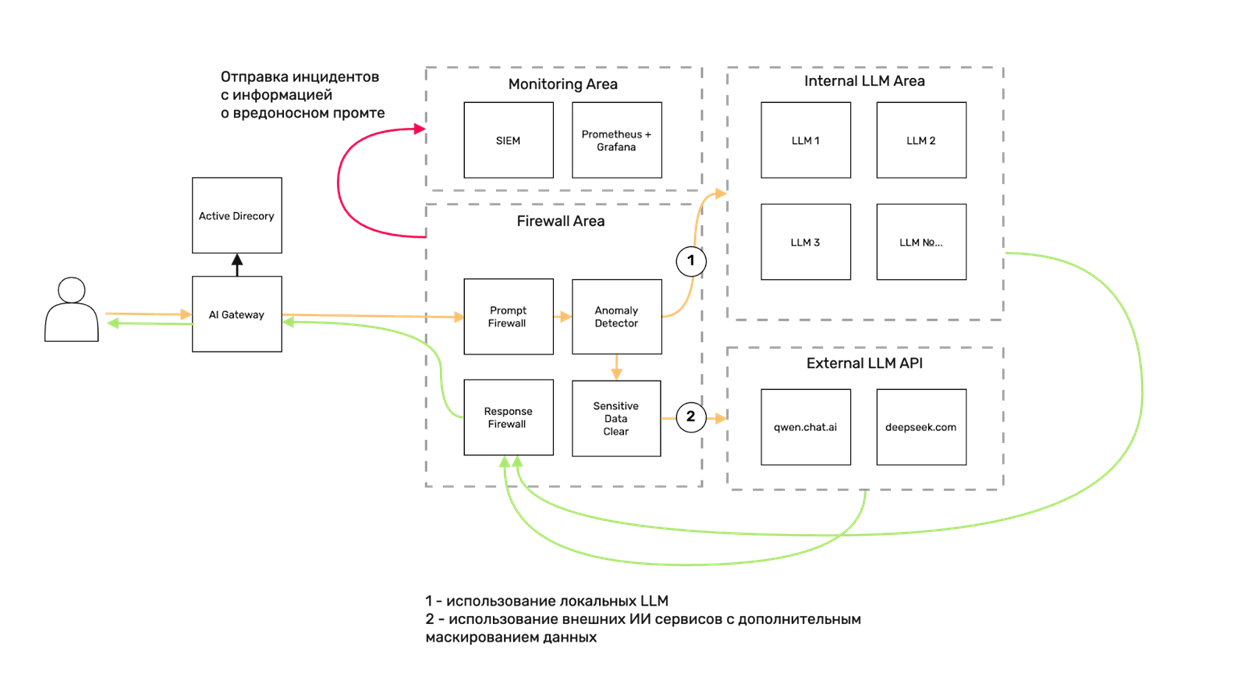 Отправка инцидентов
с информацией
о вредоносном промте
Monitoring Area
SIEM
Prometheus +
Grafana
Internal LLM Area
LLM 1
LLM 2
LLM 3
LLM №...
Active Direcory
AI Gateway
Firewall Area
Prompt
Firewall
Anomaly
Detector
1
Response
Firewall
Sensitive
Data
Clear
2
External LLM API
qwen.chat.ai
deepseek.com
1 - использование локальных LLM
2 - использование внешних ИИ сервисов с дополнительным
маскированием данных